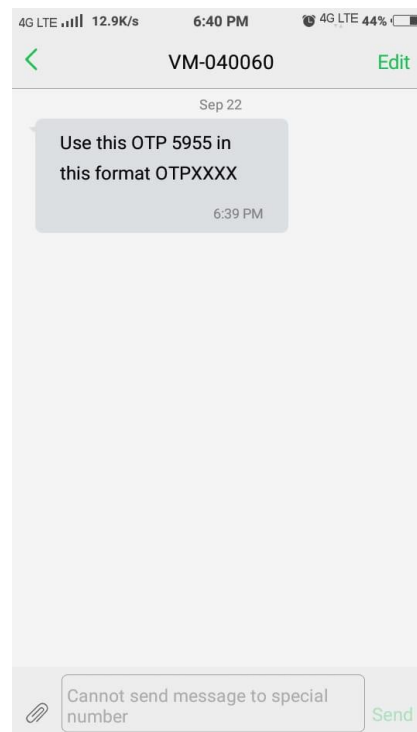 4G LTE 12.9K/s 6:40 PM 4G LTE 44%
VM-040060 Edit
Sep 22
Use this OTP 5955 in
this format OTPXXXX
6:39 PM
Cannot send message to special
number
Send